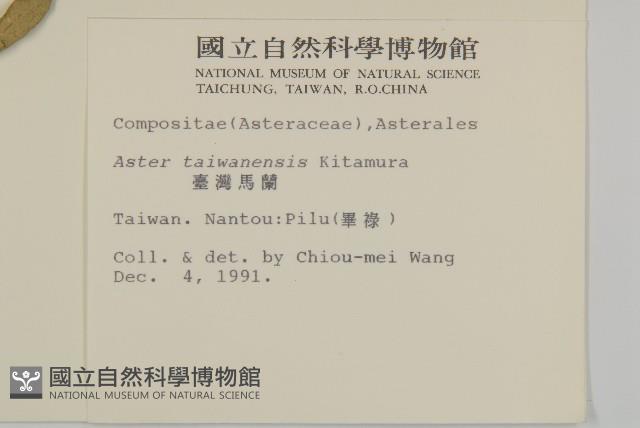 國立自然科學博物館
NATIONAL MUSEUM OF NATURAL SCIENCE
TAICHUNG, TAIWAN, R.O.CHINA
Compositae(Asteraceae),Asterales
Aster taiwanensis Kitamura
臺灣馬蘭
Taiwan. Nantou:Pilu(畢祿)
Coll. & det. by Chiou-mei Wang
Dec. 4, 1991.
國立自然科學博物館
NATIONAL MUSEUM OF NATURAL SCIENCE